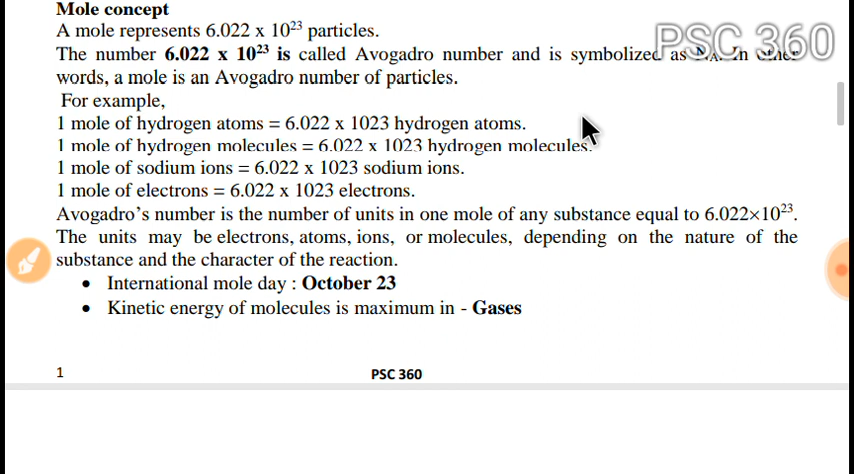 Mole concept
A mole represents 6.022 x 10²³ particles.
The number 6.022 x 10²³ is called Avogadro number and is symbolized as N_A. In other
words, a mole is an Avogadro number of particles.
For example,
1 mole of hydrogen atoms = 6.022 x 1023 hydrogen atoms.
1 mole of hydrogen molecules = 6.022 x 1023 hydrogen molecules.
1 mole of sodium ions = 6.022 x 1023 sodium ions.
1 mole of electrons = 6.022 x 1023 electrons.
Avogadro’s number is the number of units in one mole of any substance equal to 6.022×10²³.
The units may be electrons, atoms, ions, or molecules, depending on the nature of the
substance and the character of the reaction.
• International mole day : October 23
• Kinetic energy of molecules is maximum in - Gases
1 PSC 360
PSC 360